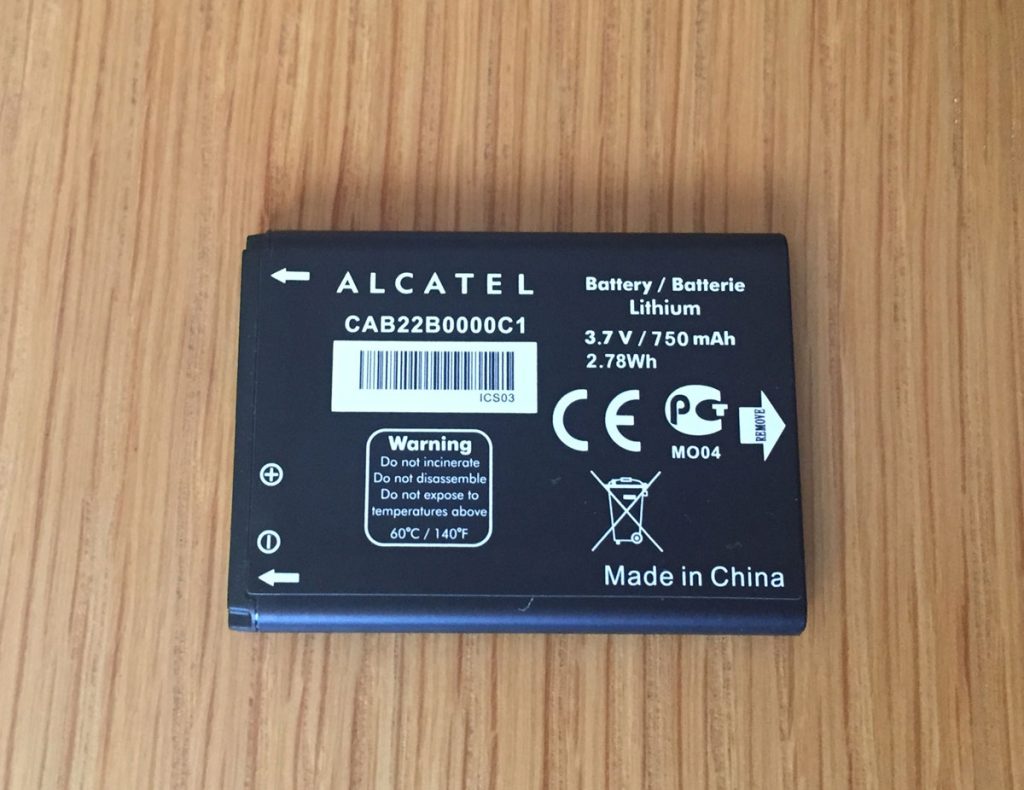 ALCATEL
CAB22B0000C1
ICS03
Battery / Batterie
Lithium
3.7 V / 750 mAh
2.78Wh
CE
PCT
MO04
REMOVE
Warning
Do not incinerate
Do not disassemble
Do not expose to
temperatures above
60°C / 140°F
Made in China